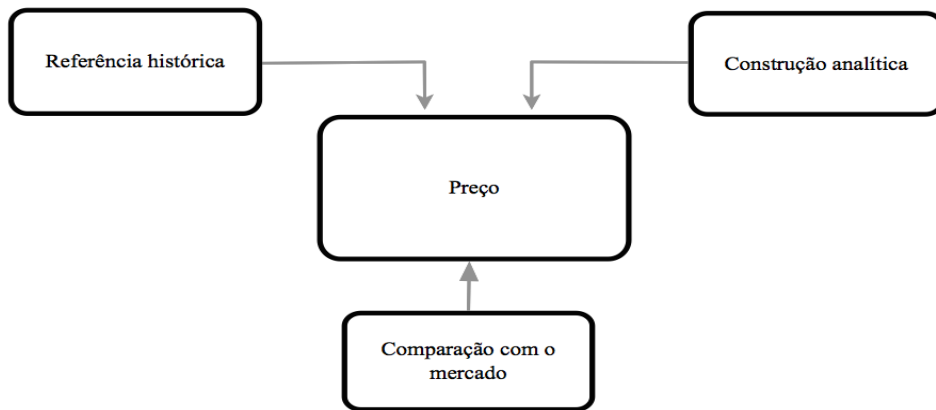 Referência histórica
Construção analítica
Preço
Comparação com o
mercado